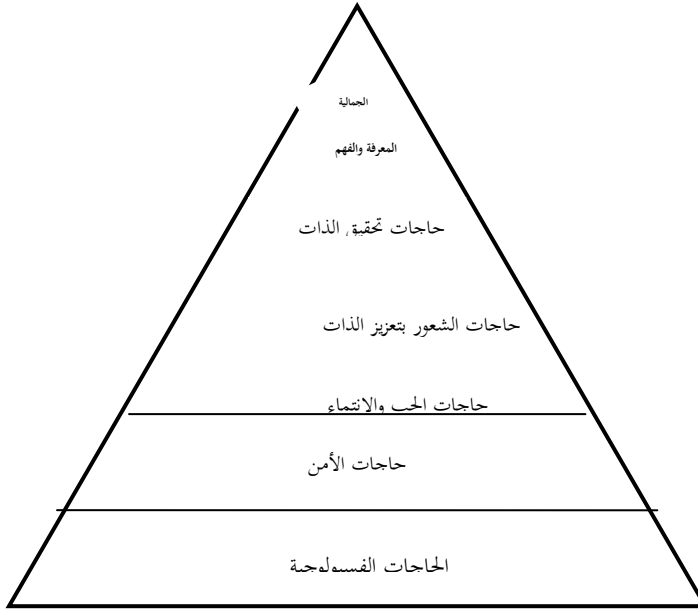 الجمالية
المعرفة والفهم
حاجات تحقيق الذات
حاجات الشعور بتعزيز الذات
حاجات الحب والانتماء
حاجات الأمن
الحاجات الفسيولوجية